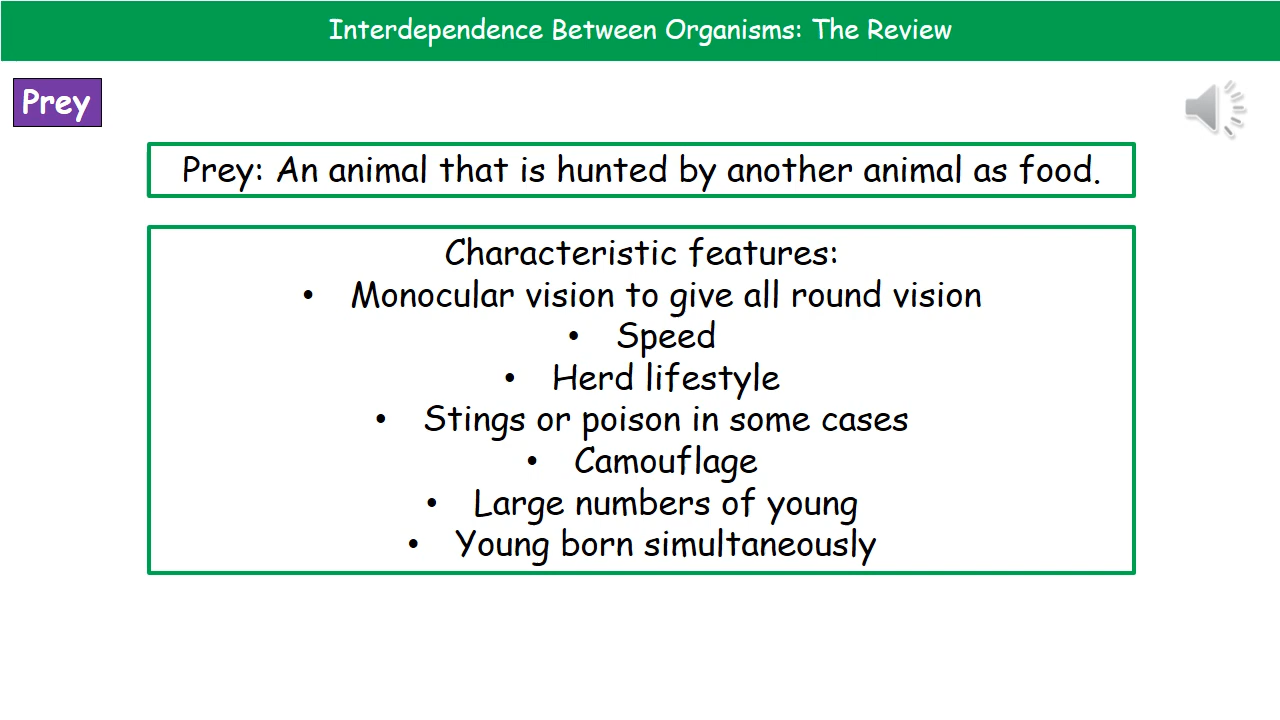 Interdependence Between Organisms: The Review
Prey
Prey: An animal that is hunted by another animal as food.
Characteristic features:
• Monocular vision to give all round vision
• Speed
• Herd lifestyle
• Stings or poison in some cases
• Camouflage
• Large numbers of young
• Young born simultaneously